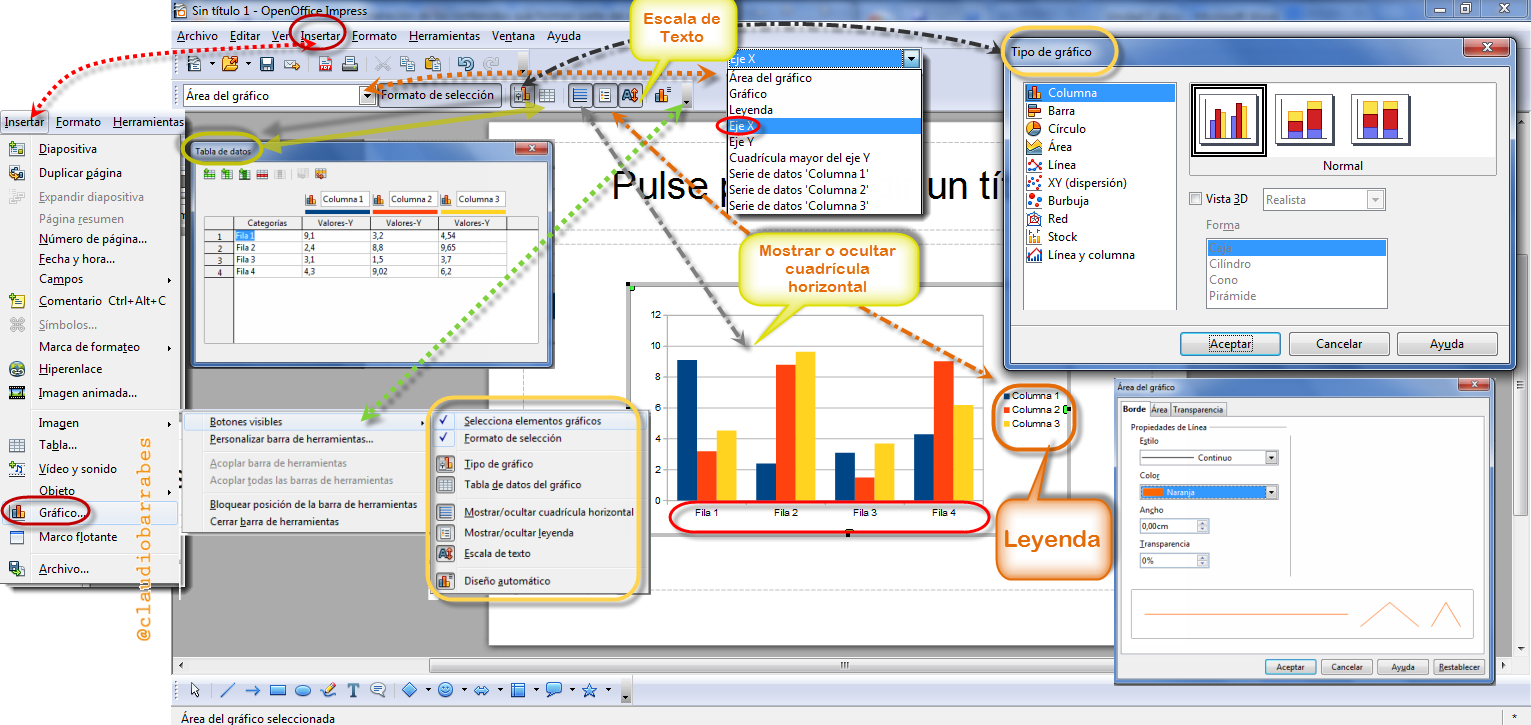 Sin título 1 - OpenOffice Impress
Archivo Editar Ver Insertar Formato Herramientas Ventana Ayuda
Escala de
Texto
Área del gráfico
Formato de selección
Eje X
Área del gráfico
Gráfico
Leyenda
Eje X
Eje Y
Cuadrícula mayor del eje Y
Serie de datos 'Columna 1'
Serie de datos 'Columna 2'
Serie de datos 'Columna 3'
Tipo de gráfico
Columna
Barra
Círculo
Área
Línea
XY (dispersión)
Burbuja
Red
Stock
Línea y columna
Normal
Vista 3D
Realista
Forma
Cilíndro
Cono
Pirámide
Aceptar Cancelar Ayuda
Insertar Formato Herramientas
Diapositiva
Duplicar página
Expandir diapositiva
Página resumen
Número de página...
Fecha y hora...
Campos
Comentario Ctrl+Alt+C
Símbolos...
Marca de formateo
Hiperenlace
Imagen animada...
Imagen
Tabla...
Vídeo y sonido
Objeto
Gráfico...
Marco flotante
Archivo...
@claudiobarrabes
Tabla de datos
Columna 1 Columna 2 Columna 3
Categorías Valores-Y Valores-Y Valores-Y
1 Fila 1 9,1 3,2 4,54
2 Fila 2 2,4 8,8 9,65
3 Fila 3 3,1 1,5 3,7
4 Fila 4 4,3 9,02 6,2
Pulse p un tí
Mostrar o ocultar
cuadrícula
horizontal
12
10
8
6
4
2
0
Fila 1 Fila 2 Fila 3 Fila 4
Columna 1
Columna 2
Columna 3
Leyenda
Botones visibles
Personalizar barra de herramientas...
Acoplar barra de herramientas
Acoplar todas las barras de herramientas
Bloquear posición de la barra de herramientas
Cerrar barra de herramientas
Selecciona elementos gráficos
Formato de selección
Tipo de gráfico
Tabla de datos del gráfico
Mostrar/ocultar cuadrícula horizontal
Mostrar/ocultar leyenda
Escala de texto
Diseño automático
Área del gráfico
Borde Área Transparencia
Propiedades de Línea
Estilo
Continuo
Color
Naranja
Ancho
0,00cm
Transparencia
0%
Aceptar Cancelar Ayuda Restablecer
Área del gráfico seleccionada